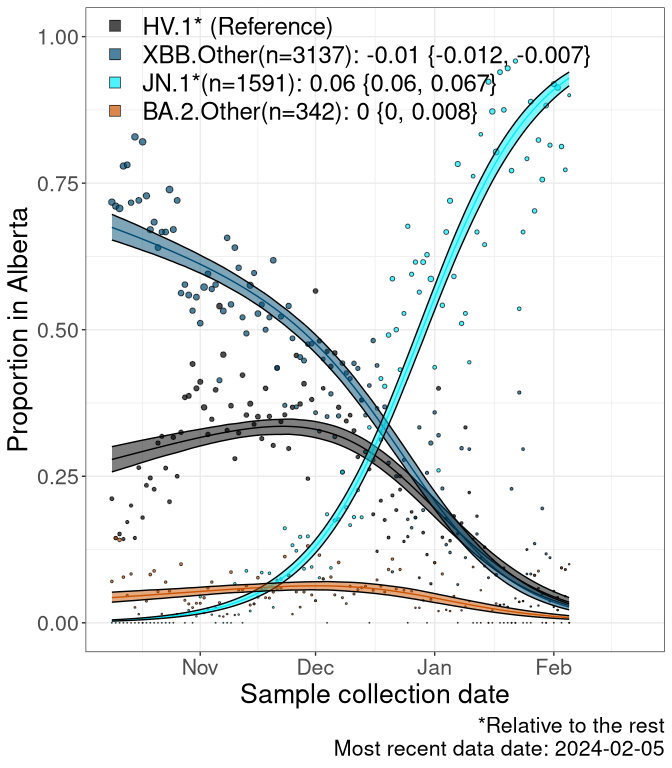 HV.1* (Reference)
XBB.Other(n=3137): -0.01 {-0.012, -0.007}
JN.1*(n=1591): 0.06 {0.06, 0.067}
BA.2.Other(n=342): 0 {0, 0.008}
1.00
0.75
0.50
0.25
0.00
Proportion in Alberta
Nov Dec Jan Feb
Sample collection date
*Relative to the rest
Most recent data date: 2024-02-05